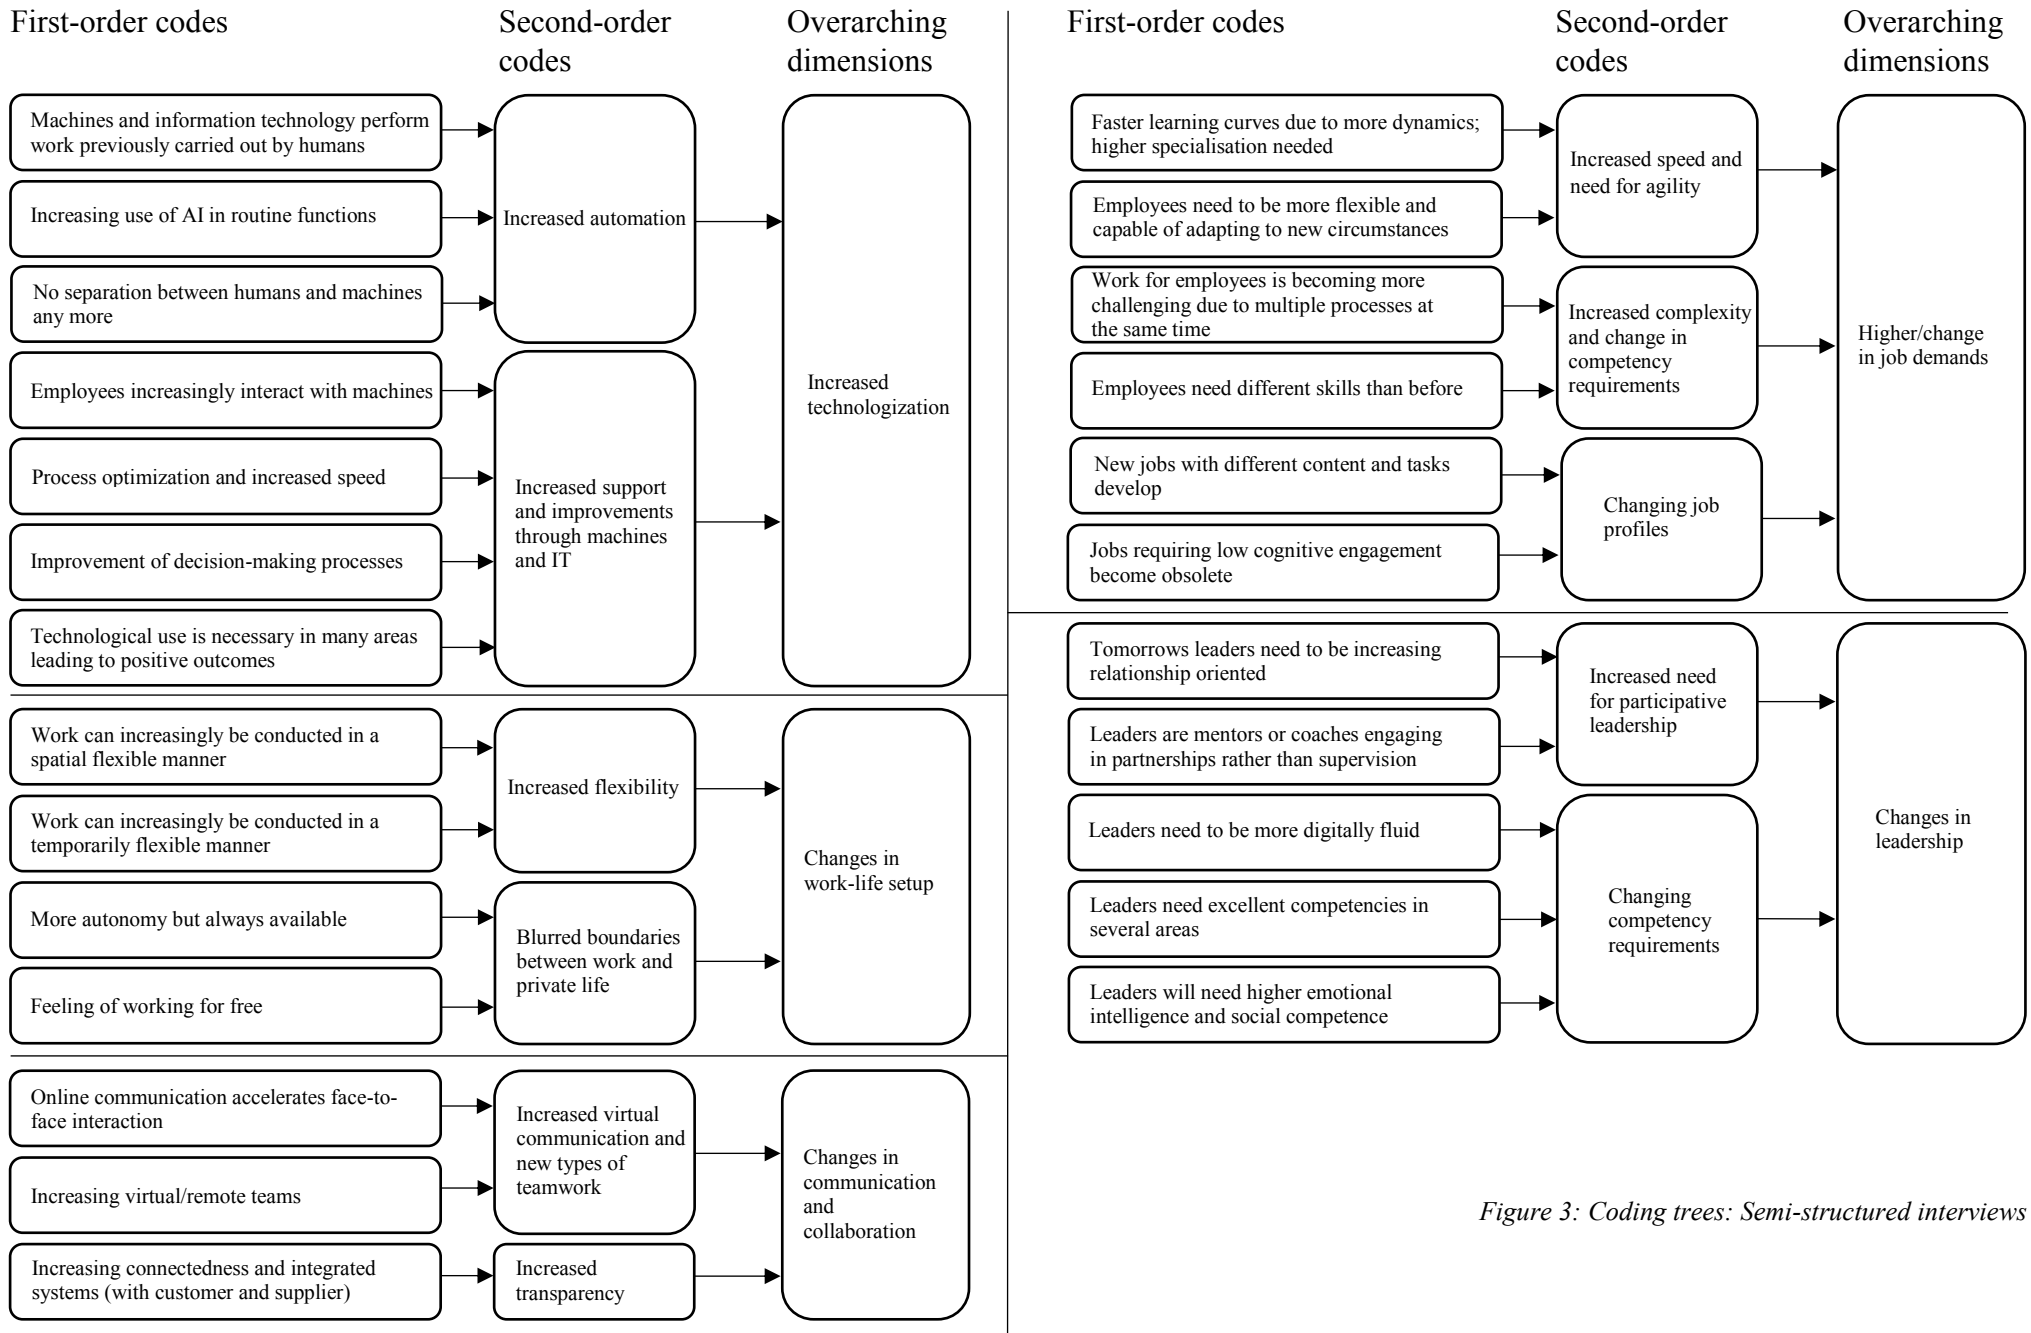 First-order codes
Second-order
codes
Overarching
dimensions
Machines and information technology perform
work previously carried out by humans
Increasing use of AI in routine functions
No separation between humans and machines
any more
Increased automation
Employees increasingly interact with machines
Process optimization and increased speed
Improvement of decision-making processes
Technological use is necessary in many areas
leading to positive outcomes
Increased support
and improvements
through machines
and IT
Increased
technologization
Work can increasingly be conducted in a
spatial flexible manner
Work can increasingly be conducted in a
temporarily flexible manner
Increased flexibility
More autonomy but always available
Feeling of working for free
Blurred boundaries
between work and
private life
Changes in
work-life setup
Online communication accelerates face-to-
face interaction
Increasing virtual/remote teams
Increased virtual
communication and
new types of
teamwork
Increasing connectedness and integrated
systems (with customer and supplier)
Increased
transparency
Changes in
communication
and
collaboration
First-order codes
Second-order
codes
Overarching
dimensions
Faster learning curves due to more dynamics;
higher specialisation needed
Employees need to be more flexible and
capable of adapting to new circumstances
Increased speed and
need for agility
Work for employees is becoming more
challenging due to multiple processes at
the same time
Employees need different skills than before
Increased complexity
and change in
competency
requirements
New jobs with different content and tasks
develop
Jobs requiring low cognitive engagement
become obsolete
Changing job
profiles
Higher/change
in job demands
Tomorrows leaders need to be increasing
relationship oriented
Leaders are mentors or coaches engaging
in partnerships rather than supervision
Increased need
for participative
leadership
Leaders need to be more digitally fluid
Leaders need excellent competencies in
several areas
Leaders will need higher emotional
intelligence and social competence
Changing
competency
requirements
Changes in
leadership
Figure 3: Coding trees: Semi-structured interviews